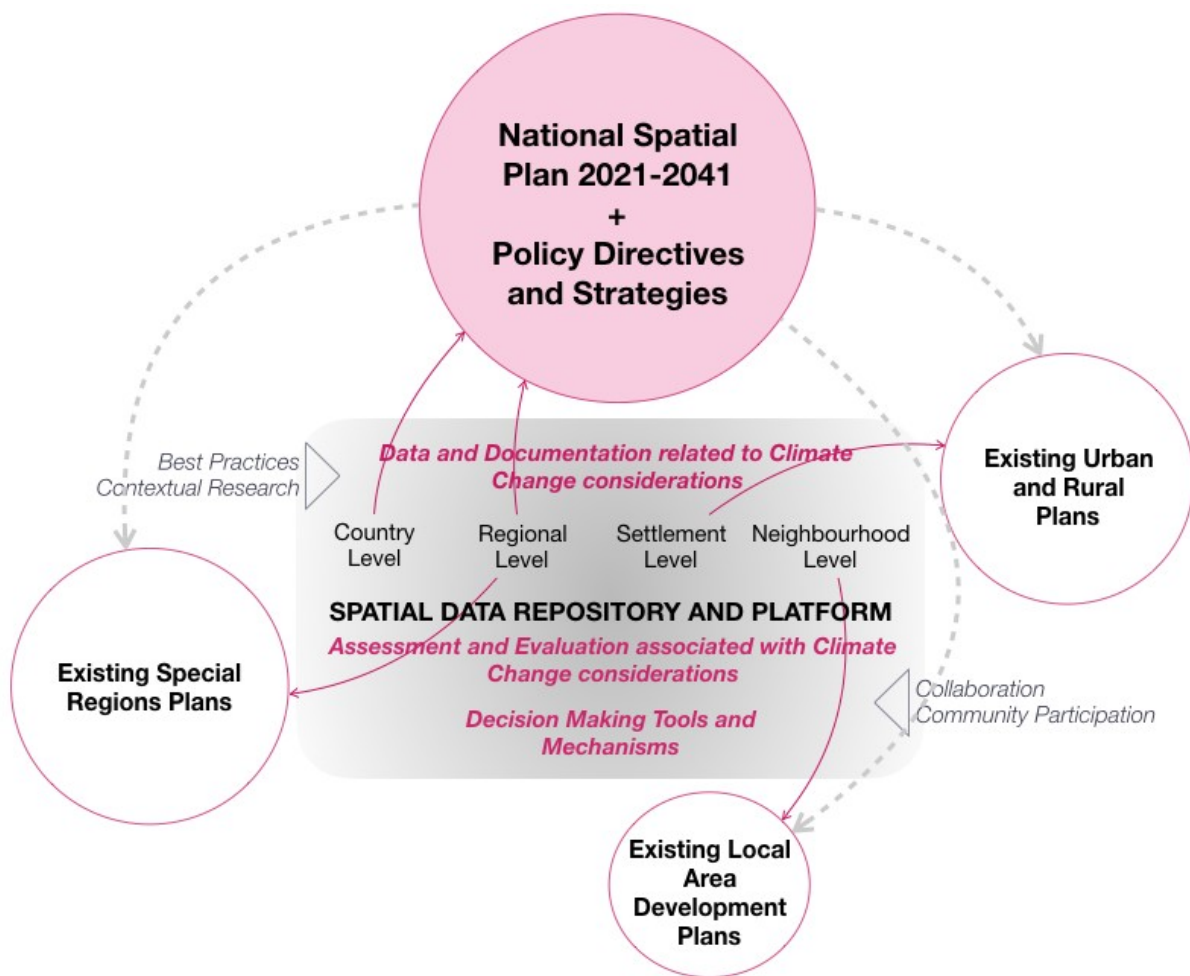 National Spatial
Plan 2021-2041
+
Policy Directives
and Strategies
Best Practices
Contextual Research
Data and Documentation related to Climate
Change considerations
Existing Urban
and Rural
Plans
Country
Level
Regional
Level
Settlement
Level
Neighbourhood
Level
SPATIAL DATA REPOSITORY AND PLATFORM
Assessment and Evaluation associated with Climate
Change considerations
Decision Making Tools and
Mechanisms
Existing Special
Regions Plans
Collaboration
Community Participation
Existing Local
Area
Development
Plans